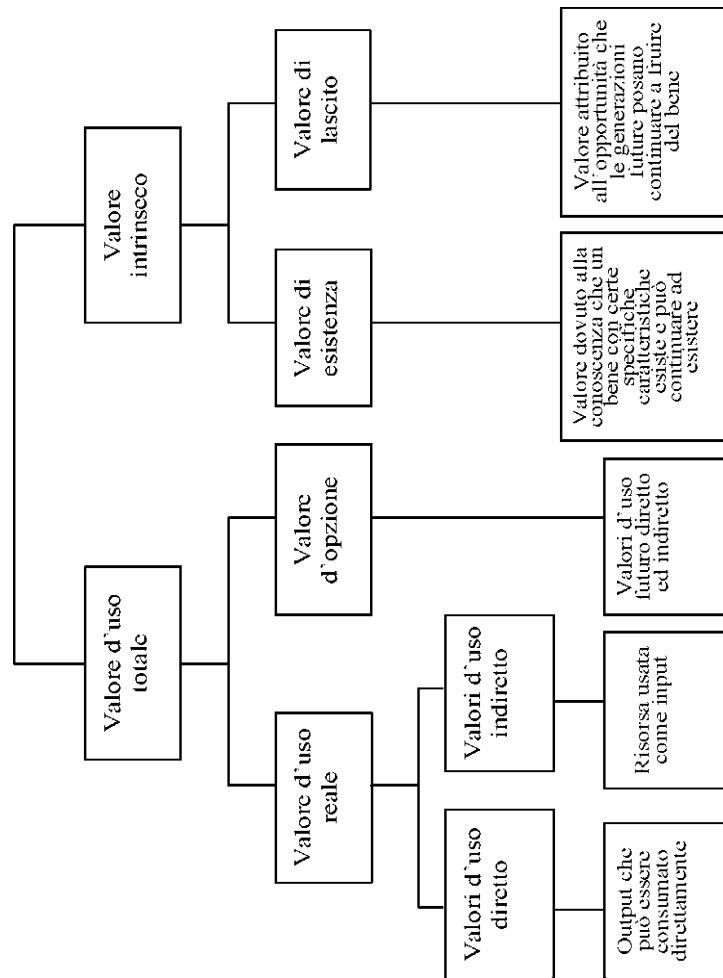 Valore d'uso
totale
Valore
intrinseco
Valore d'uso
reale
Valore
d'opzione
Valore di
esistenza
Valore di
lascito
Valori d'uso
diretto
Valori d'uso
indiretto
Output che
può essere
consumato
direttamente
Risorsa usata
come input
Valori d'uso
futuro diretto
ed indiretto
Valore dovuto alla
conoscenza che un
bene con certe
specifiche
caratteristiche
esiste e può
continuare ad
esistere
Valore attribuito
all'opportunità che
le generazioni
future posano
continuare a fruire
del bene